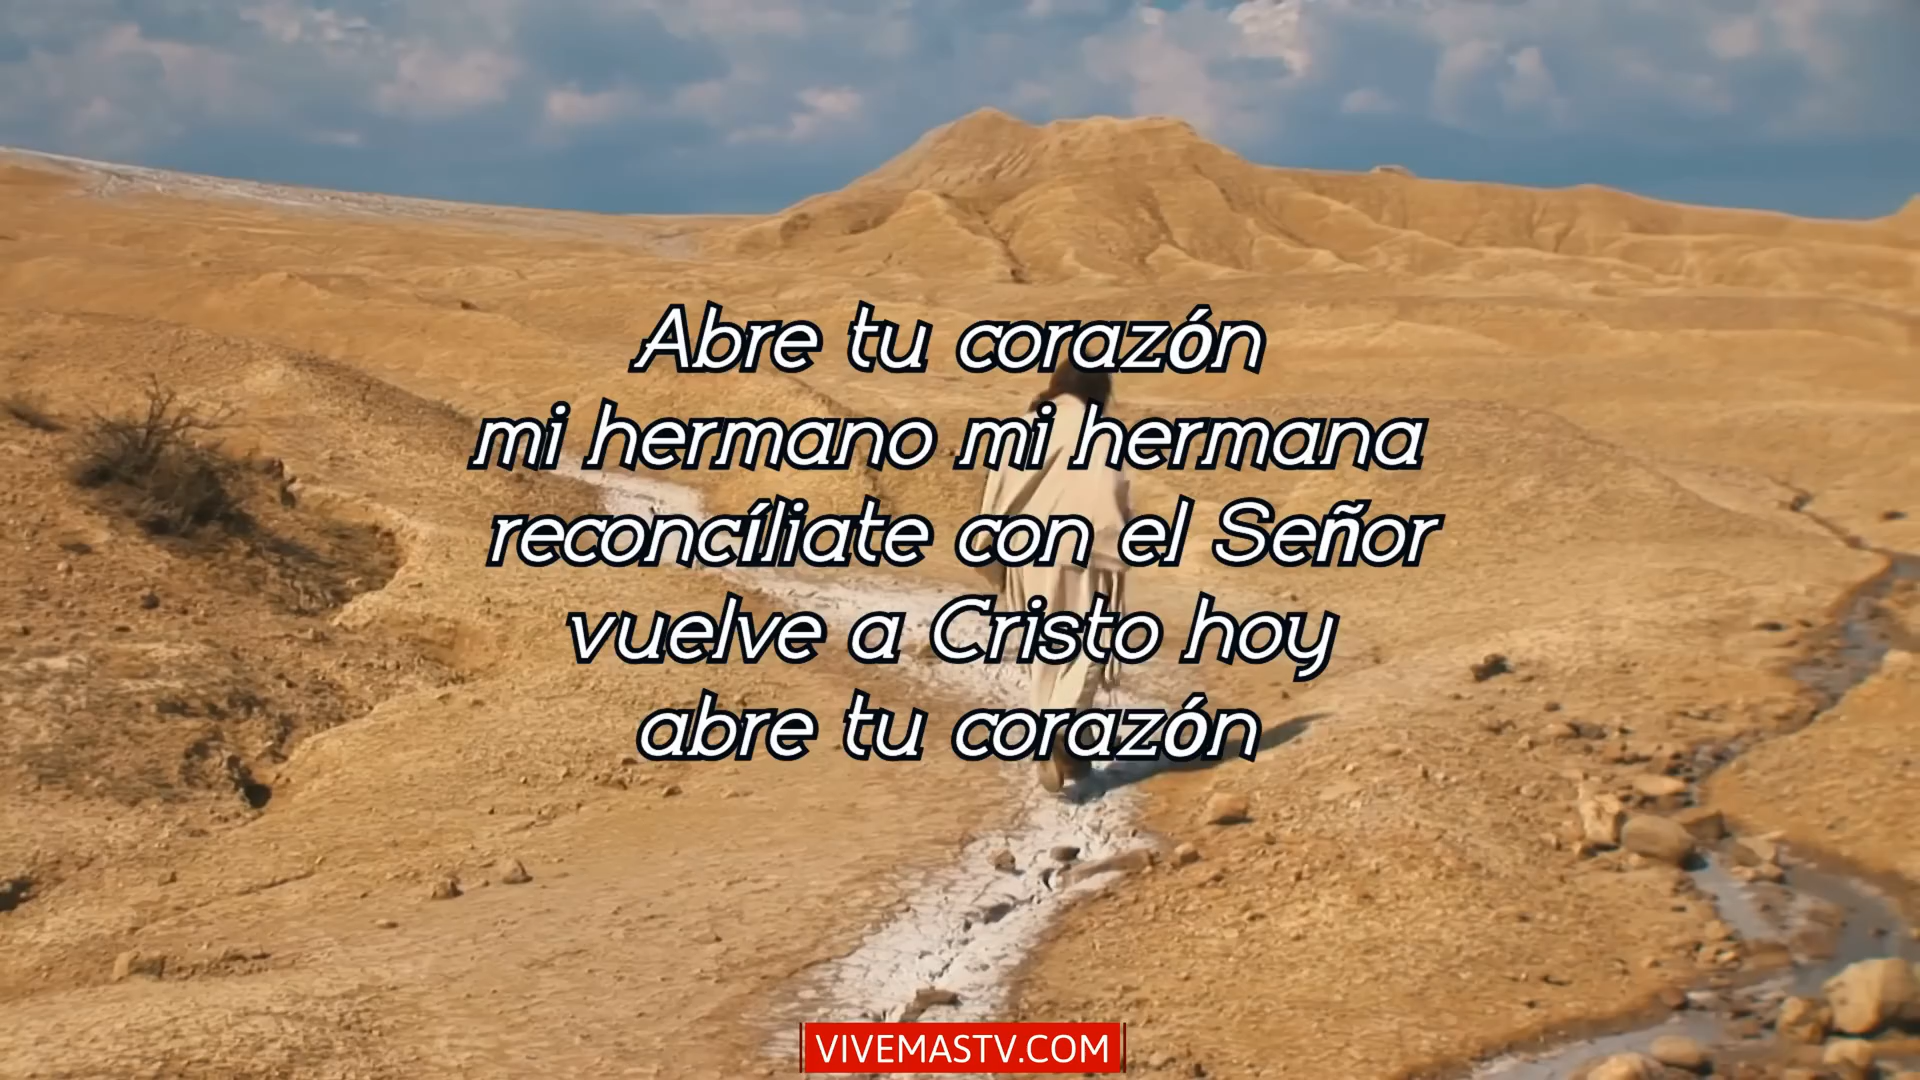 Abre tu corazón
mi hermano mi hermana
reconcíliate con el Señor
vuelve a Cristo hoy
abre tu corazón
VIVEMASTV.COM